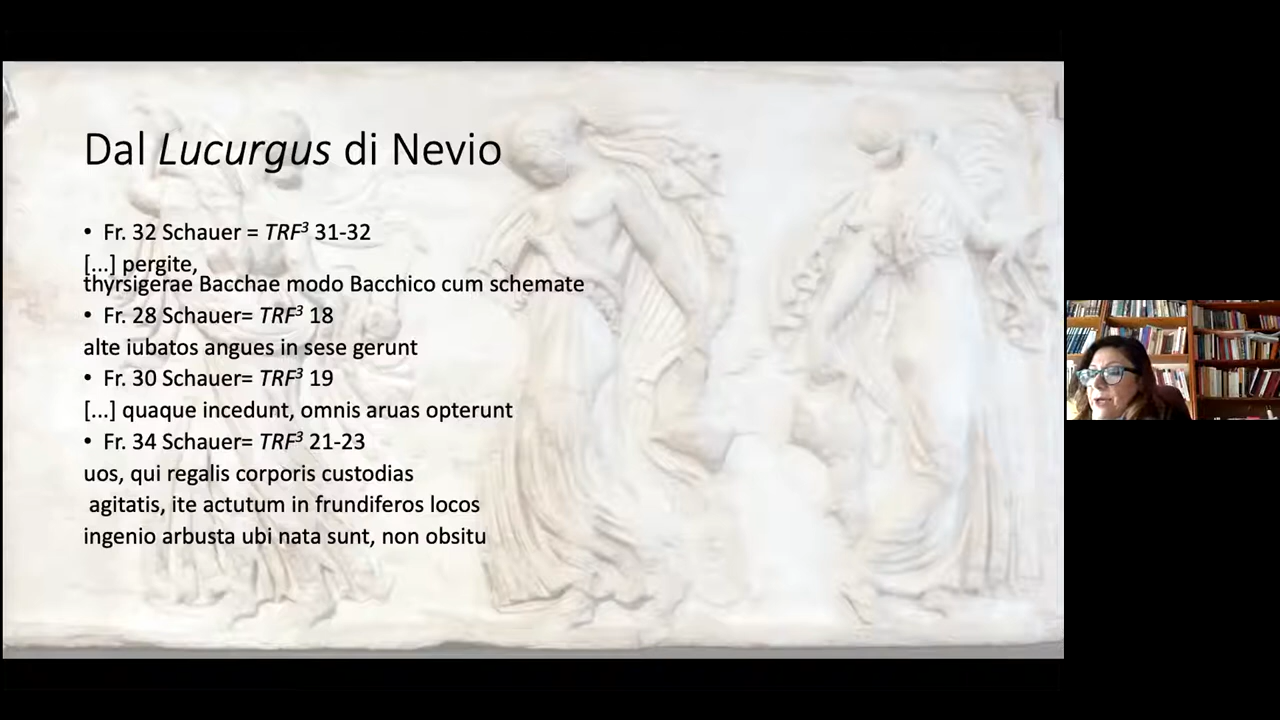 Dal Lucurgus di Nevio
• Fr. 32 Schauer = TRF³ 31-32
[...] pergite,
thyrsigerae Bacchae modo Bacchico cum schemate
• Fr. 28 Schauer= TRF³ 18
alte iubatos angues in sese gerunt
• Fr. 30 Schauer= TRF³ 19
[...] quaque incedunt, omnis aruas opterunt
• Fr. 34 Schauer= TRF³ 21-23
uos, qui regalis corporis custodias
agitatis, ite actutum in frundiferos locos
ingenio arbusta ubi nata sunt, non obsitu